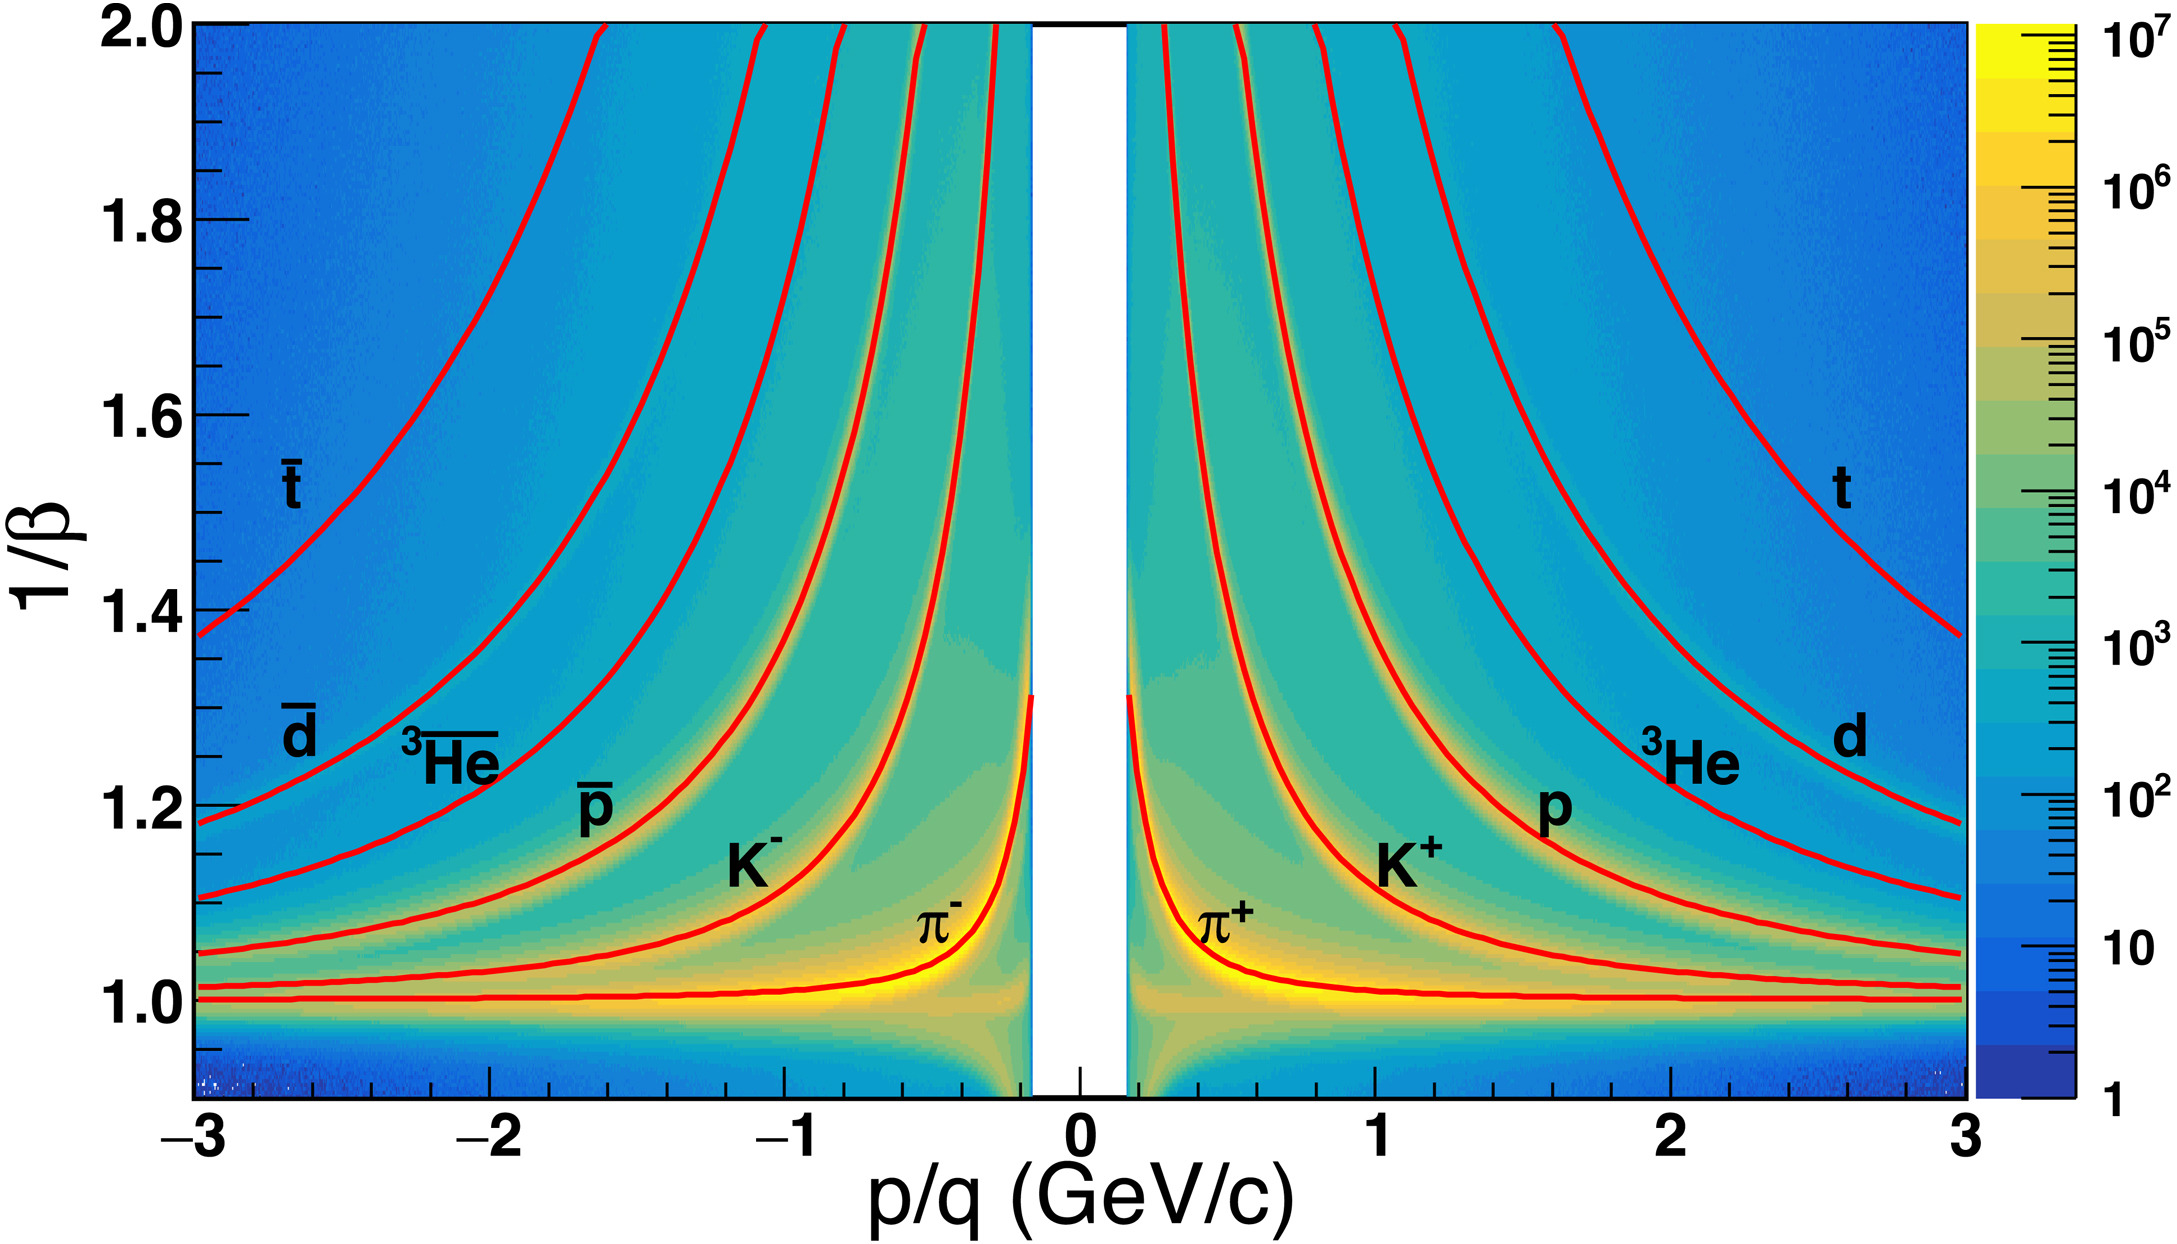 2.0
1.8
1.6
1.4
1.2
1.0
1/β
t̄
d̄
³H̅e̅
p̄
K⁻
π⁻
π⁺
K⁺
p
³He
d
t
−3 −2 −1 0 1 2 3
p/q (GeV/c)
10⁷
10⁶
10⁵
10⁴
10³
10²
10
1